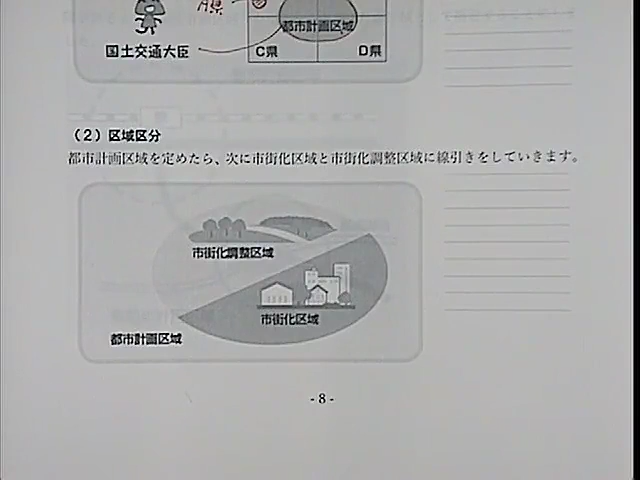 都市計画区域
国土交通大臣
C県
D県
(2)区域区分
都市計画区域を定めたら、次に市街化区域と市街化調整区域に線引きをしていきます。
市街化調整区域
市街化区域
都市計画区域
- 8 -